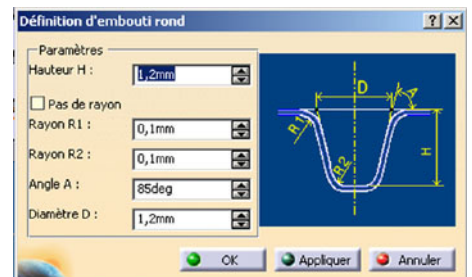 Définition d'embouti rond
Paramètres
Hauteur H : 1,2mm
Pas de rayon
Rayon R1 : 0,1mm
Rayon R2 : 0,1mm
Angle A : 85deg
Diamètre D : 1,2mm
D
A
R1
R2
H
OK Appliquer Annuler